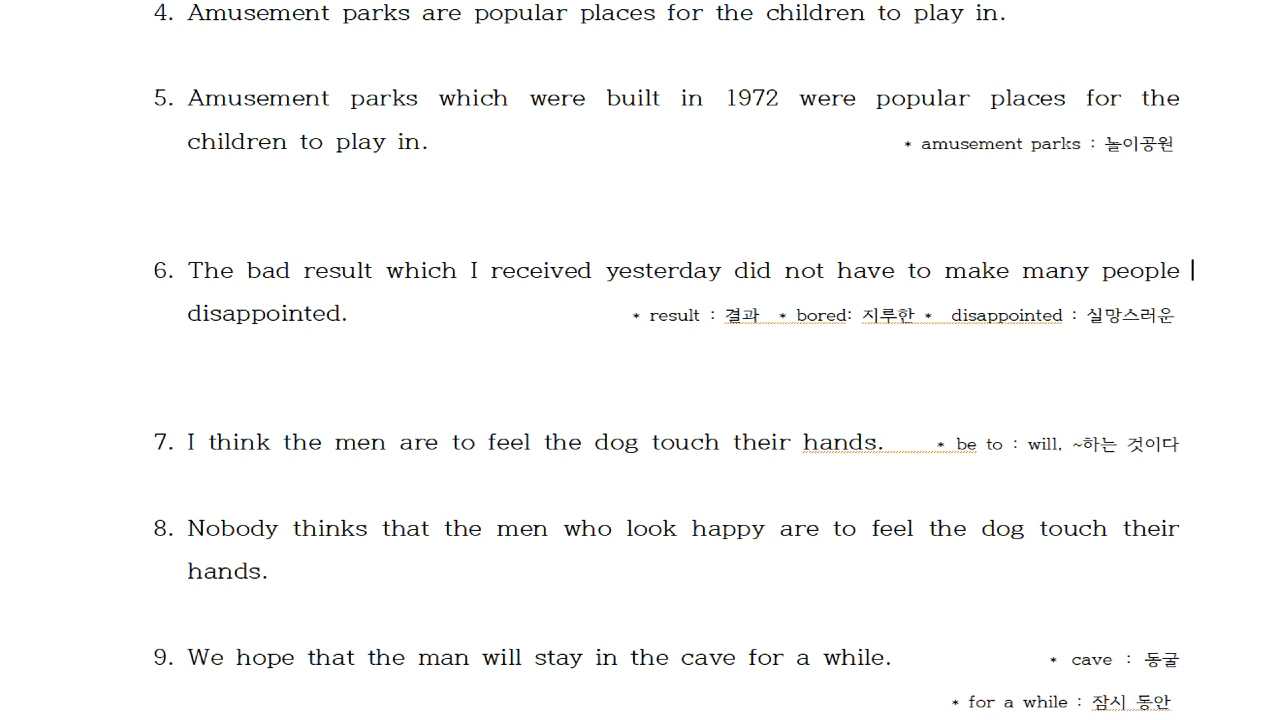 4. Amusement parks are popular places for the children to play in.
5. Amusement parks which were built in 1972 were popular places for the
children to play in. * amusement parks : 놀이공원
6. The bad result which I received yesterday did not have to make many people
disappointed. * result : 결과 * bored: 지루한 * disappointed : 실망스러운
7. I think the men are to feel the dog touch their hands. * be to : will, ~하는 것이다
8. Nobody thinks that the men who look happy are to feel the dog touch their
hands.
9. We hope that the man will stay in the cave for a while. * cave : 동굴
* for a while : 잠시 동안